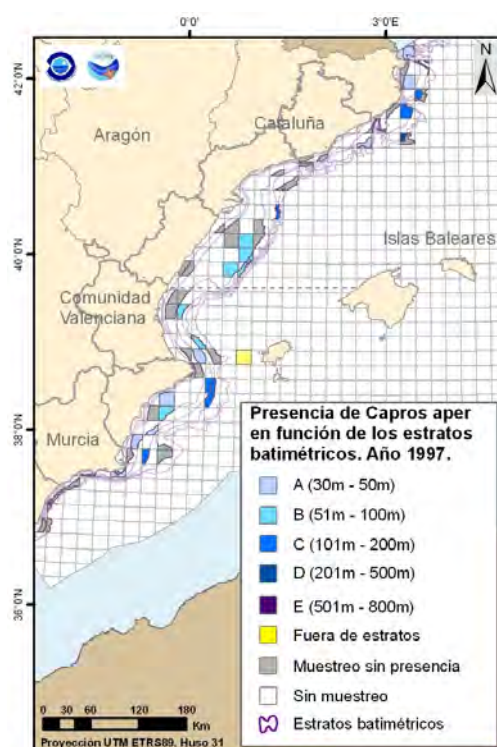 0°0'
3°0'E
42°0'N
N
Aragón
Cataluña
40°0'N
Islas Baleares
Comunidad
Valenciana
38°0'N
Murcia
36°0'N
Presencia de Capros aper
en función de los estratos
batimétricos. Año 1997.
A (30m - 50m)
B (51m - 100m)
C (101m - 200m)
D (201m - 500m)
E (501m - 800m)
Fuera de estratos
Muestreo sin presencia
Sin muestreo
Estratos batimétricos
0 30 60 120 180
Km
Proyección UTM ETRS89. Huso 31